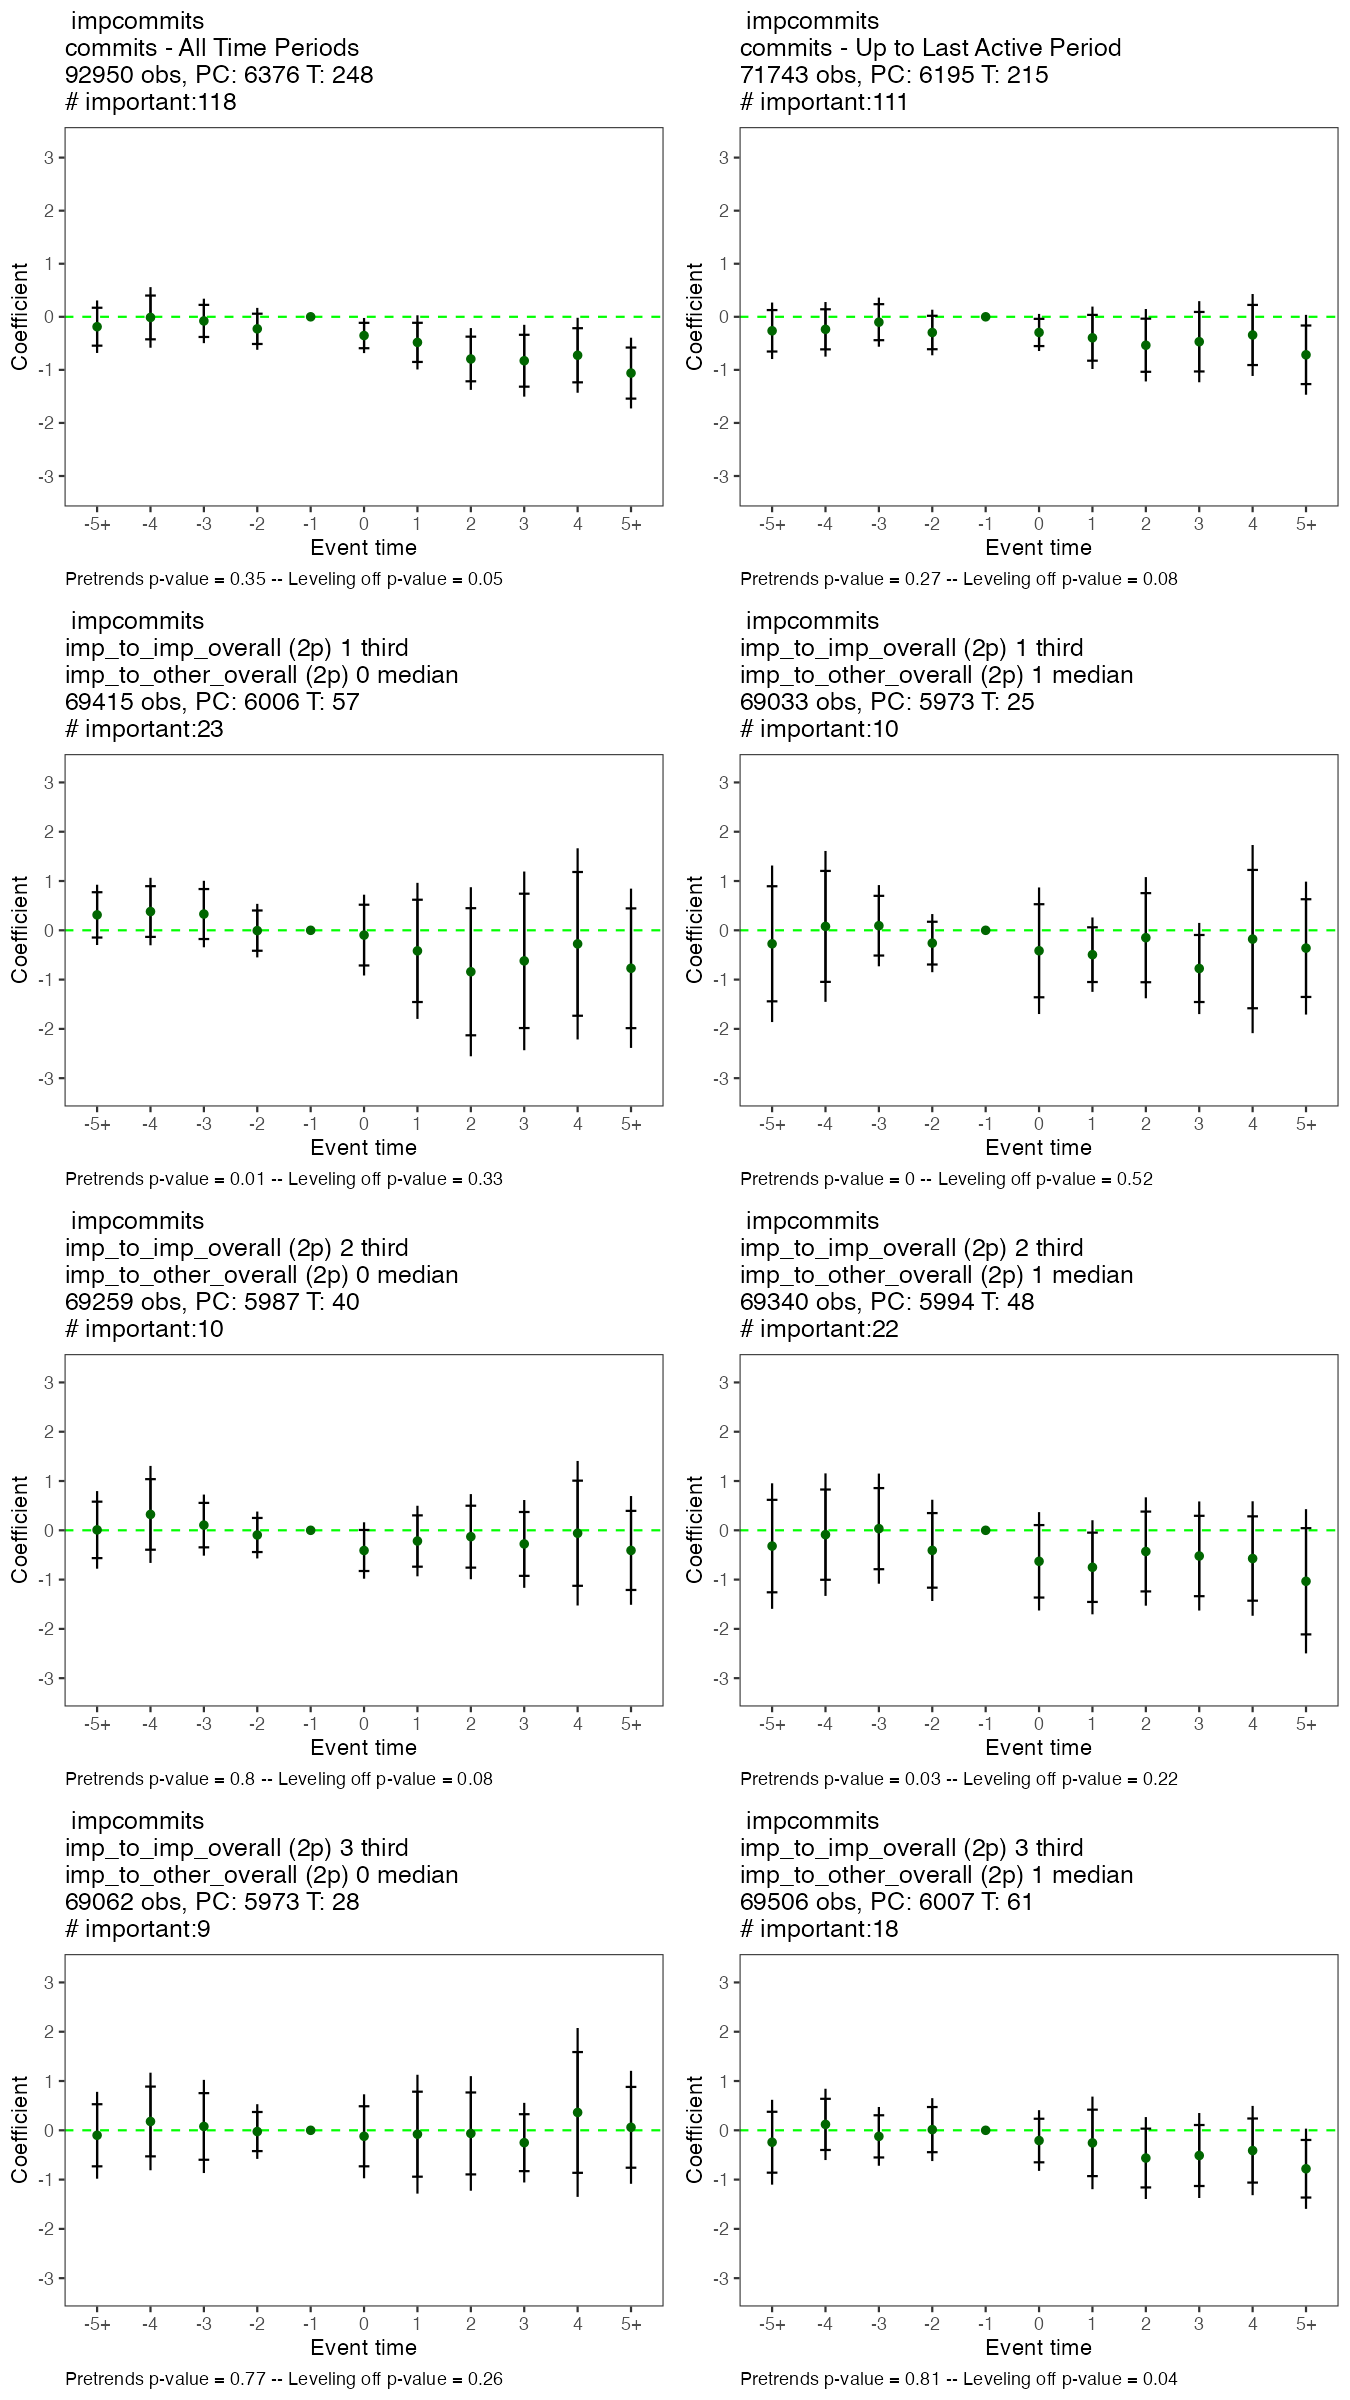 impcommits
commits - All Time Periods
92950 obs, PC: 6376 T: 248
# important:118
3
2
1
0
-1
-2
-3
Coefficient
-5+ -4 -3 -2 -1 0 1 2 3 4 5+
Event time
Pretrends p-value = 0.35 -- Leveling off p-value = 0.05
impcommits
commits - Up to Last Active Period
71743 obs, PC: 6195 T: 215
# important:111
3
2
1
0
-1
-2
-3
Coefficient
-5+ -4 -3 -2 -1 0 1 2 3 4 5+
Event time
Pretrends p-value = 0.27 -- Leveling off p-value = 0.08
impcommits
imp_to_imp_overall (2p) 1 third
imp_to_other_overall (2p) 0 median
69415 obs, PC: 6006 T: 57
# important:23
3
2
1
0
-1
-2
-3
Coefficient
-5+ -4 -3 -2 -1 0 1 2 3 4 5+
Event time
Pretrends p-value = 0.01 -- Leveling off p-value = 0.33
impcommits
imp_to_imp_overall (2p) 1 third
imp_to_other_overall (2p) 1 median
69033 obs, PC: 5973 T: 25
# important:10
3
2
1
0
-1
-2
-3
Coefficient
-5+ -4 -3 -2 -1 0 1 2 3 4 5+
Event time
Pretrends p-value = 0 -- Leveling off p-value = 0.52
impcommits
imp_to_imp_overall (2p) 2 third
imp_to_other_overall (2p) 0 median
69259 obs, PC: 5987 T: 40
# important:10
3
2
1
0
-1
-2
-3
Coefficient
-5+ -4 -3 -2 -1 0 1 2 3 4 5+
Event time
Pretrends p-value = 0.8 -- Leveling off p-value = 0.08
impcommits
imp_to_imp_overall (2p) 2 third
imp_to_other_overall (2p) 1 median
69340 obs, PC: 5994 T: 48
# important:22
3
2
1
0
-1
-2
-3
Coefficient
-5+ -4 -3 -2 -1 0 1 2 3 4 5+
Event time
Pretrends p-value = 0.03 -- Leveling off p-value = 0.22
impcommits
imp_to_imp_overall (2p) 3 third
imp_to_other_overall (2p) 0 median
69062 obs, PC: 5973 T: 28
# important:9
3
2
1
0
-1
-2
-3
Coefficient
-5+ -4 -3 -2 -1 0 1 2 3 4 5+
Event time
Pretrends p-value = 0.77 -- Leveling off p-value = 0.26
impcommits
imp_to_imp_overall (2p) 3 third
imp_to_other_overall (2p) 1 median
69506 obs, PC: 6007 T: 61
# important:18
3
2
1
0
-1
-2
-3
Coefficient
-5+ -4 -3 -2 -1 0 1 2 3 4 5+
Event time
Pretrends p-value = 0.81 -- Leveling off p-value = 0.04